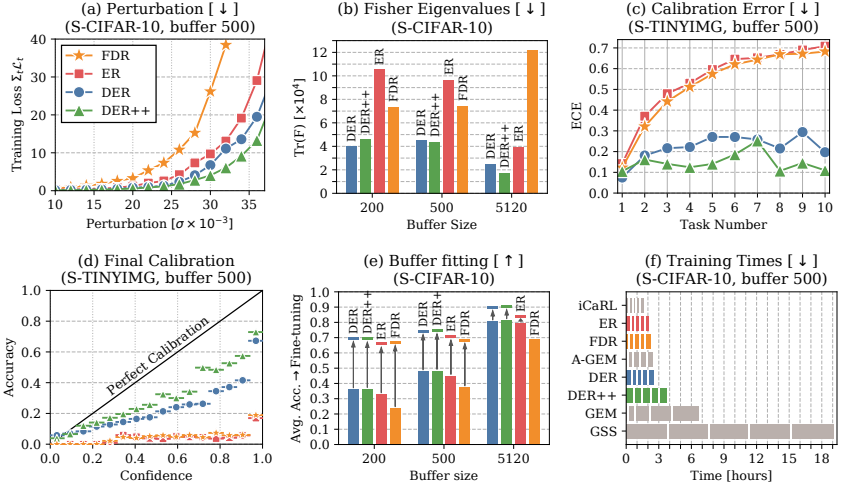 (a) Perturbation [↓]
(S-CIFAR-10, buffer 500)
Training Loss Σₜℒₜ
40
30
20
10
0
FDR
ER
DER
DER++
10 15 20 25 30 35
Perturbation [σ × 10⁻³]
(b) Fisher Eigenvalues [↓]
(S-CIFAR-10)
Tr(F) [×10⁴]
12
10
8
6
4
2
0
DER
DER++
ER
FDR
DER
DER++
ER
FDR
DER
DER++
ER
200 500 5120
Buffer Size
(c) Calibration Error [↓]
(S-TINYIMG, buffer 500)
ECE
0.7
0.6
0.5
0.4
0.3
0.2
0.1
0.0
1 2 3 4 5 6 7 8 9 10
Task Number
(d) Final Calibration
(S-TINYIMG, buffer 500)
Accuracy
1.0
0.8
0.6
0.4
0.2
0.0
Perfect Calibration
0.0 0.2 0.4 0.6 0.8 1.0
Confidence
(e) Buffer fitting [↑]
(S-CIFAR-10)
Avg. Acc. → Fine-tuning
1.0
0.9
0.8
0.7
0.6
0.5
0.4
0.3
0.2
0.1
0.0
DER
DER++
ER
FDR
DER
DER+
ER
FDR
DER
DER++
ER
FDR
200 500 5120
Buffer size
(f) Training Times [↓]
(S-CIFAR-10, buffer 500)
iCaRL
ER
FDR
A-GEM
DER
DER++
GEM
GSS
0 3 6 9 12 15 18
Time [hours]